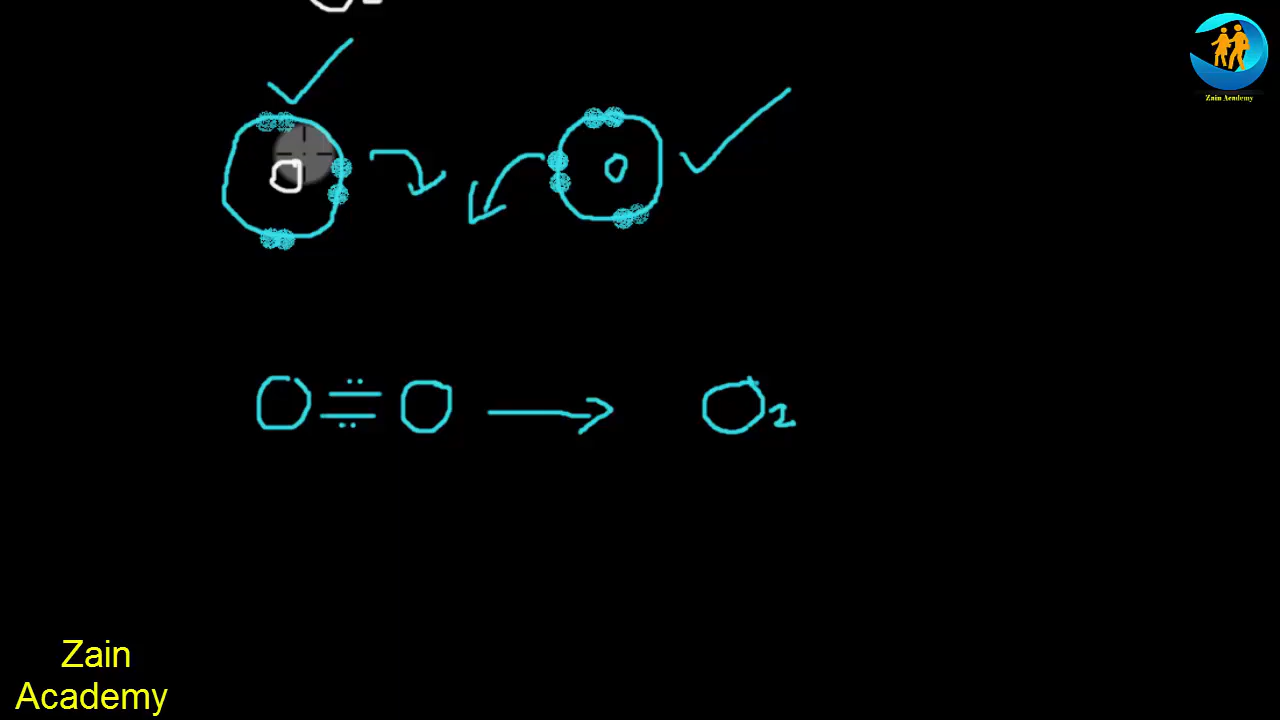 Zain Academy
O O
O = O → O2
Zain
Academy